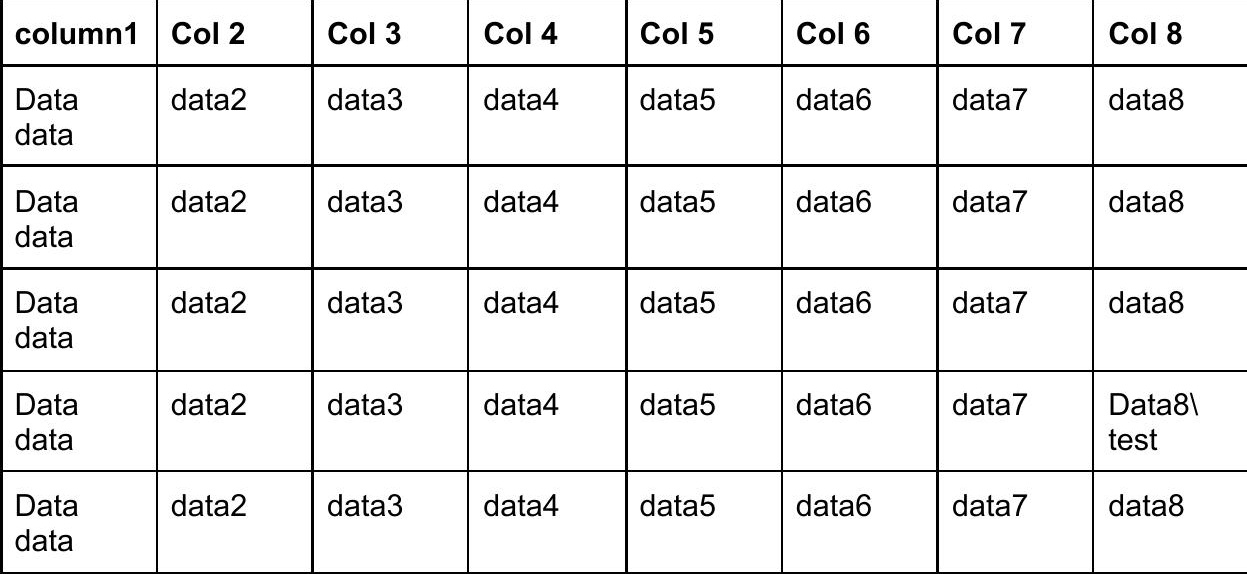 column1 Col 2 Col 3 Col 4 Col 5 Col 6 Col 7 Col 8
Data data2 data3 data4 data5 data6 data7 data8
data
Data data2 data3 data4 data5 data6 data7 data8
data
Data data2 data3 data4 data5 data6 data7 data8
data
Data data2 data3 data4 data5 data6 data7 Data8\
data test
Data data2 data3 data4 data5 data6 data7 data8
data